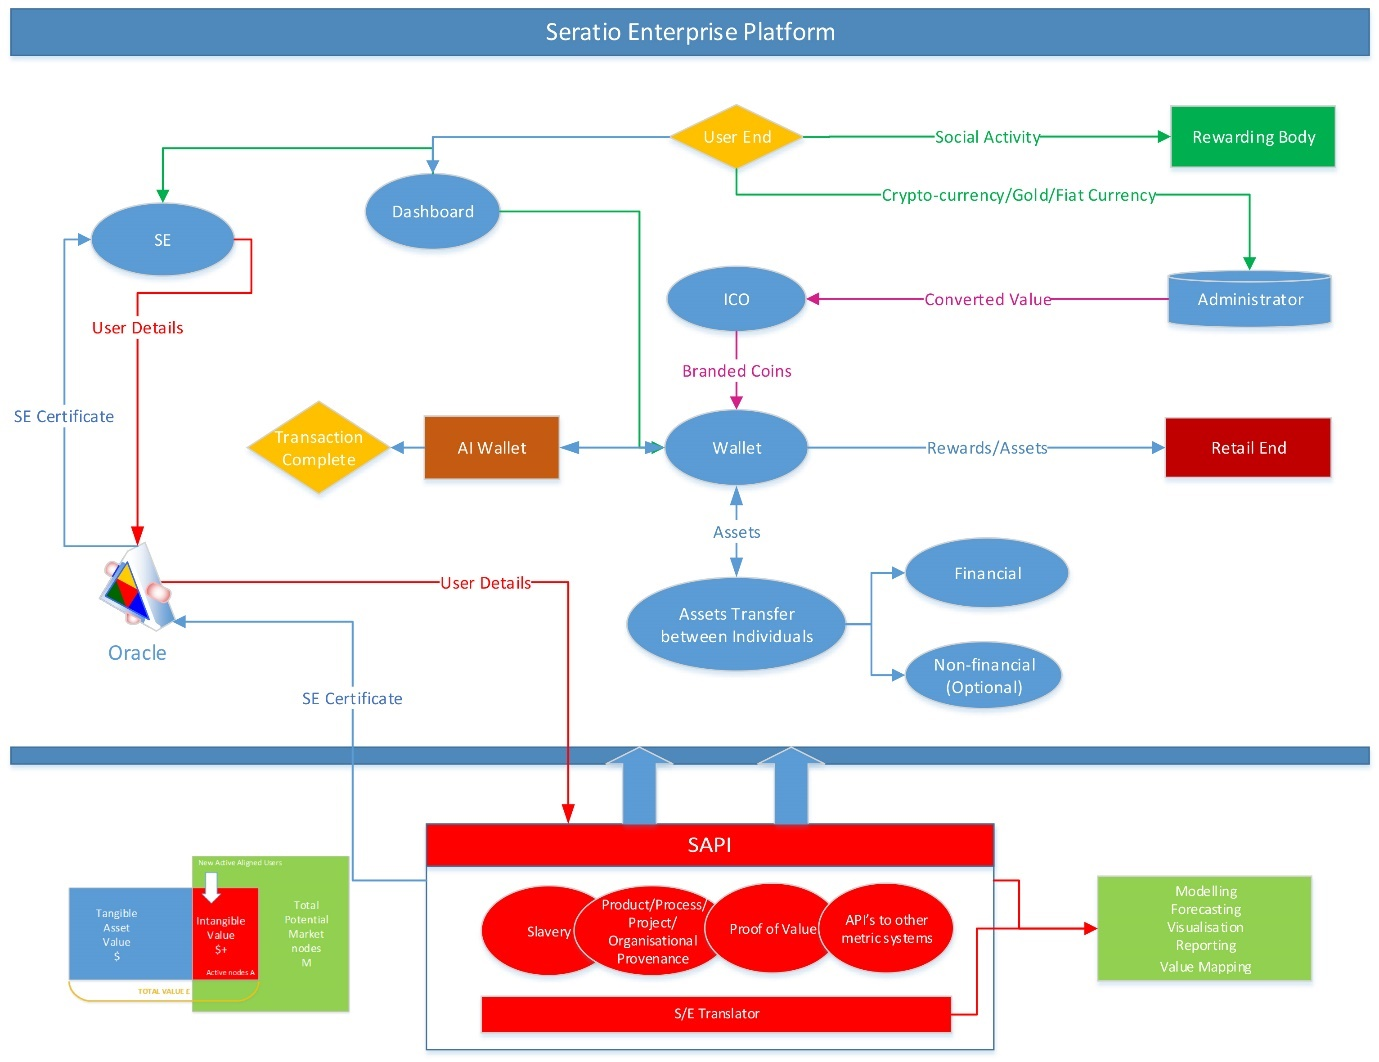 Seratio Enterprise Platform
User End
Social Activity
Rewarding Body
Crypto-currency/Gold/Fiat Currency
Dashboard
SE
ICO
Converted Value
Administrator
User Details
Branded Coins
SE Certificate
Transaction
Complete
AI Wallet
Wallet
Rewards/Assets
Retail End
Assets
Financial
User Details
Assets Transfer
between Individuals
Oracle
Non-financial
(Optional)
SE Certificate
SAPI
New Active Aligned Users
Tangible
Asset
Value
$
Intangible
Value
$+
Active nodes A
Total
Potential
Market
nodes
M
TOTAL VALUE £
Slavery
Product/Process/
Project/
Organisational
Provenance
Proof of Value
API's to other
metric systems
S/E Translator
Modelling
Forecasting
Visualisation
Reporting
Value Mapping